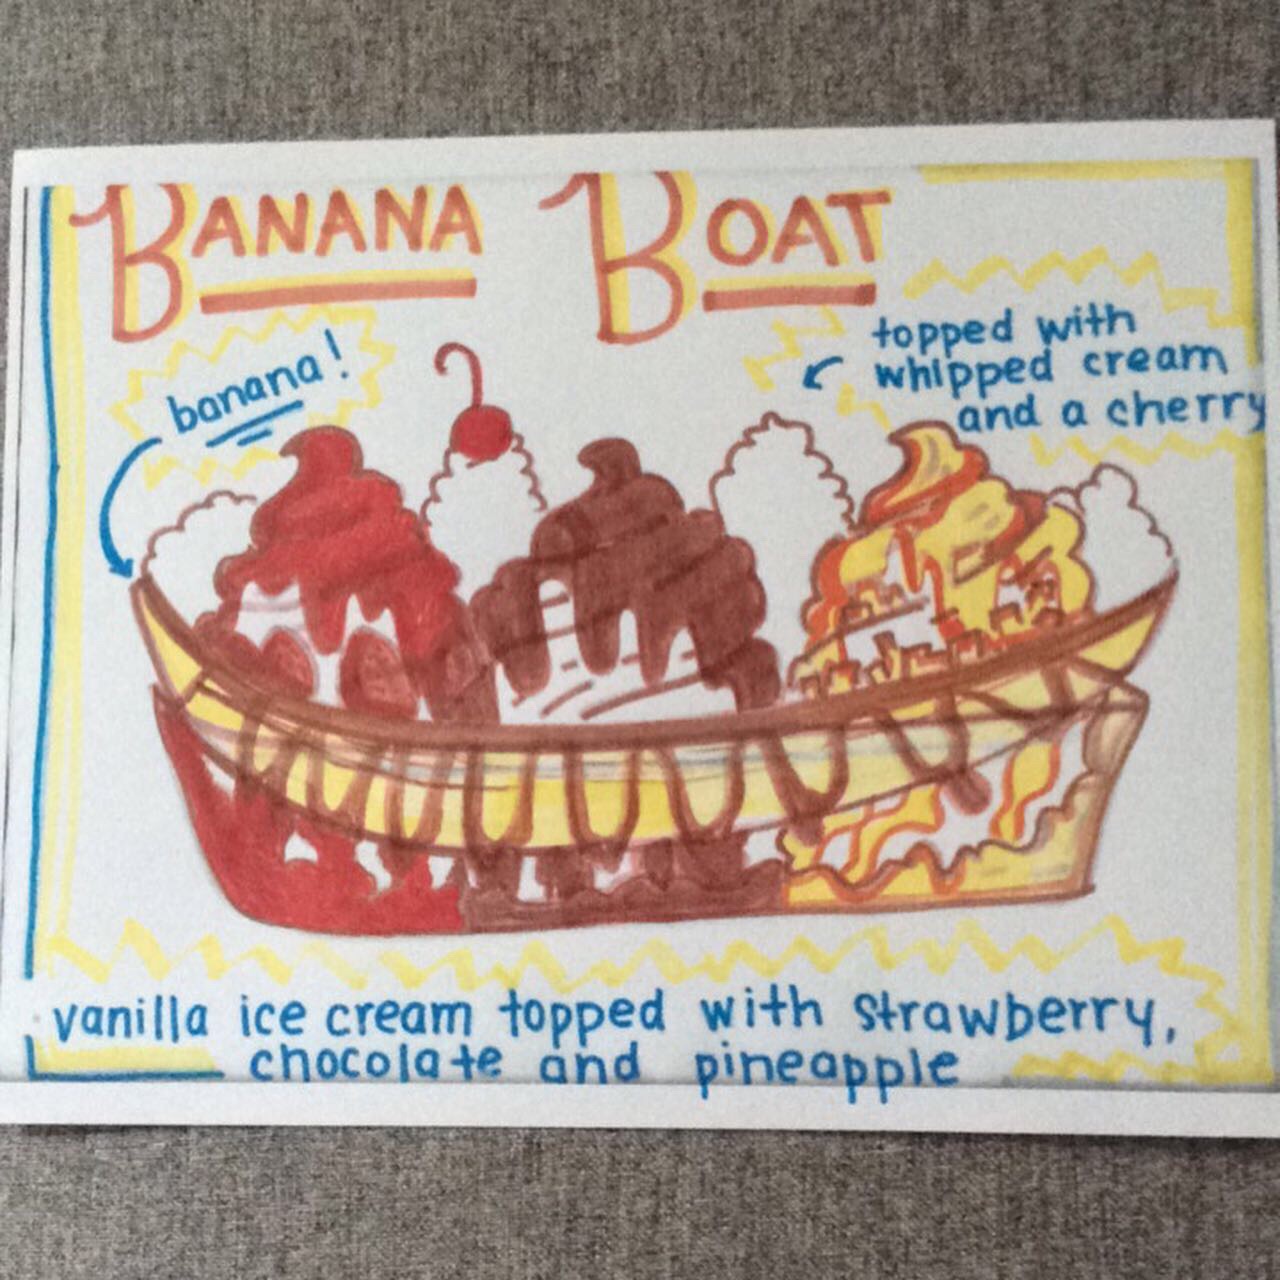 BANANA BOAT
banana!
topped with
whipped cream
and a cherry
vanilla ice cream topped with strawberry,
chocolate and pineapple